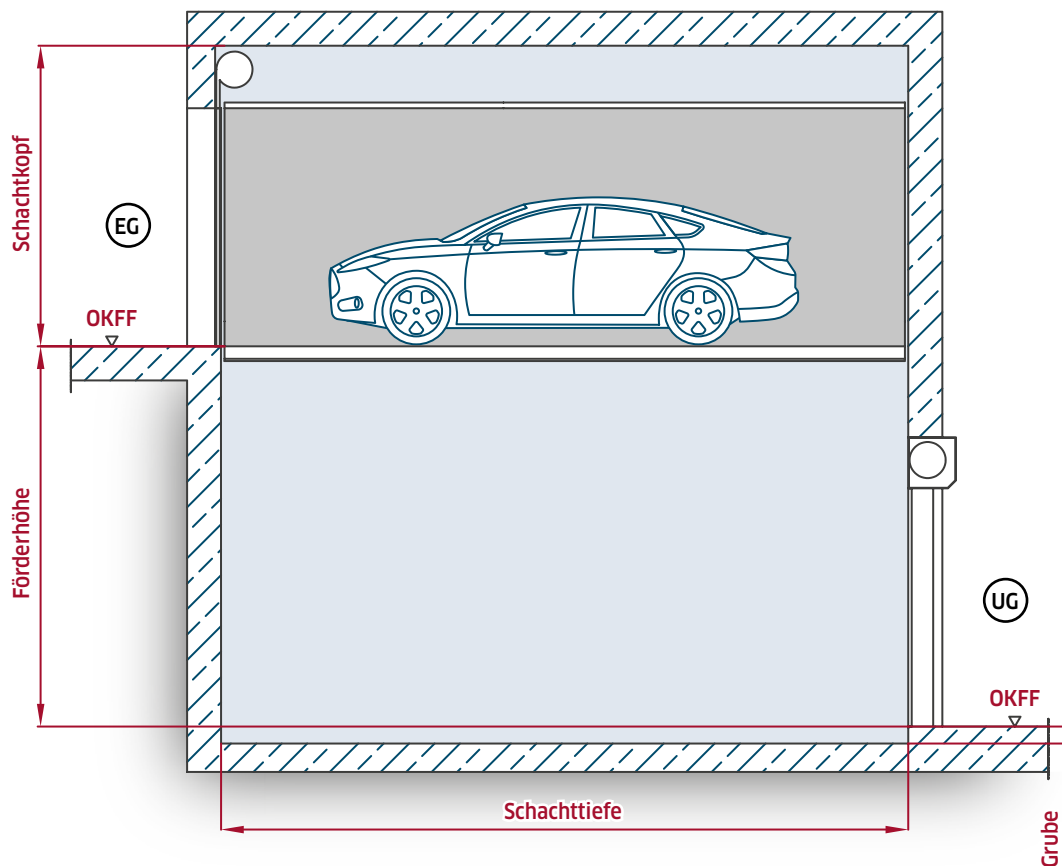 Schachtkopf
EG
OKFF
Förderhöhe
UG
OKFF
Schachttiefe
Grube